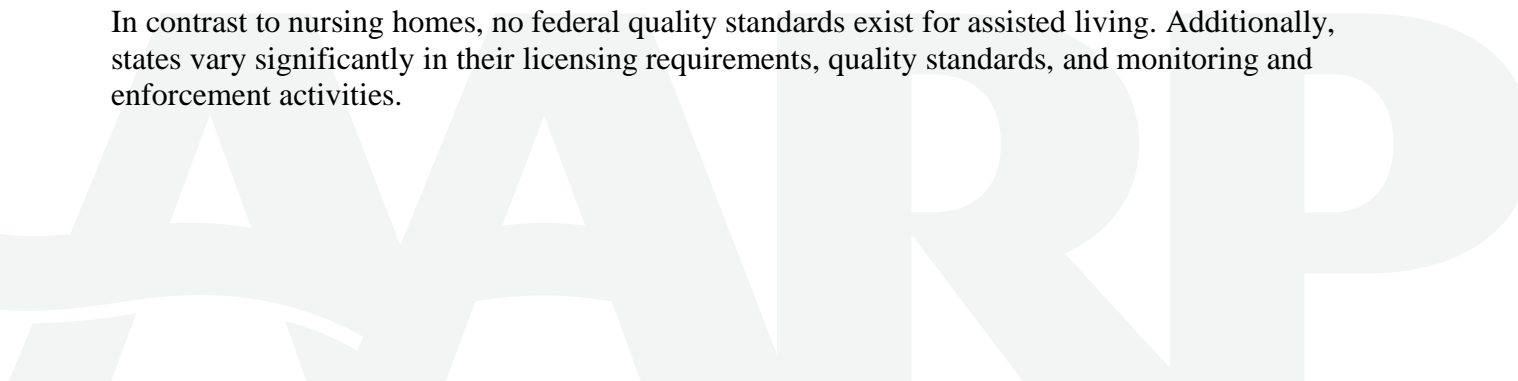 In contrast to nursing homes, no federal quality standards exist for assisted living. Additionally,
states vary significantly in their licensing requirements, quality standards, and monitoring and
enforcement activities.
AARP